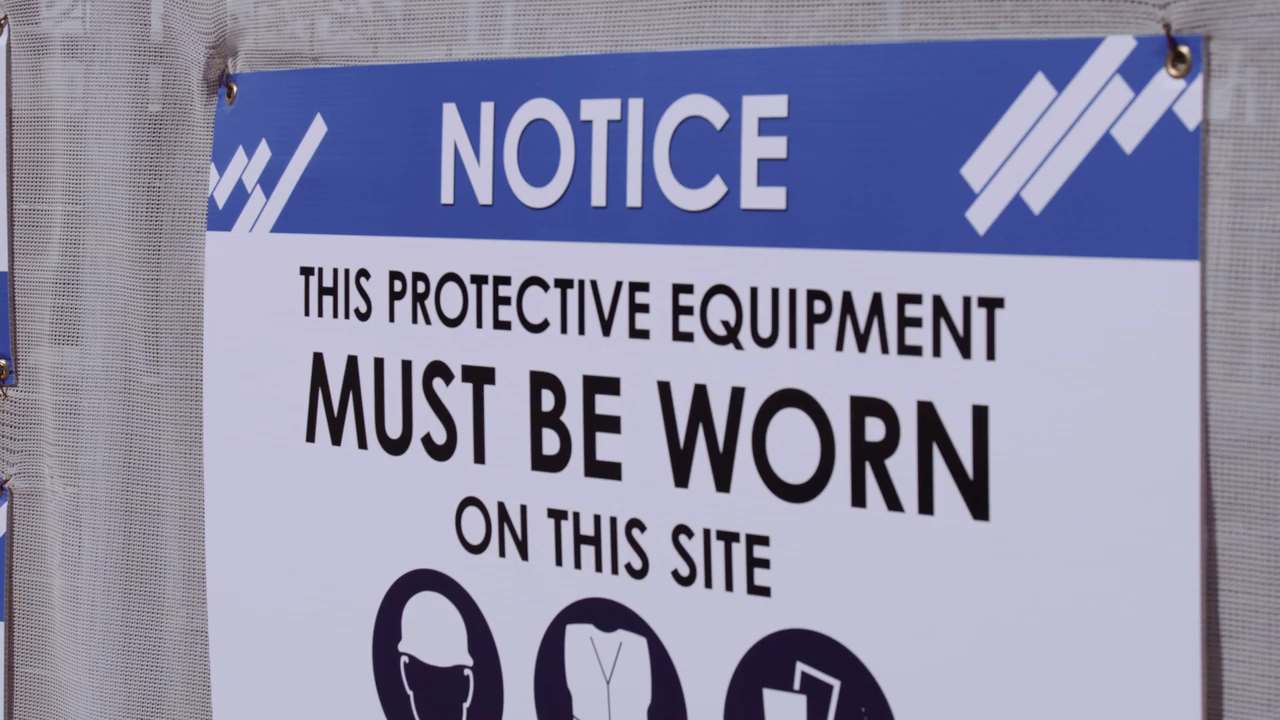 NOTICE
THIS PROTECTIVE EQUIPMENT
MUST BE WORN
ON THIS SITE